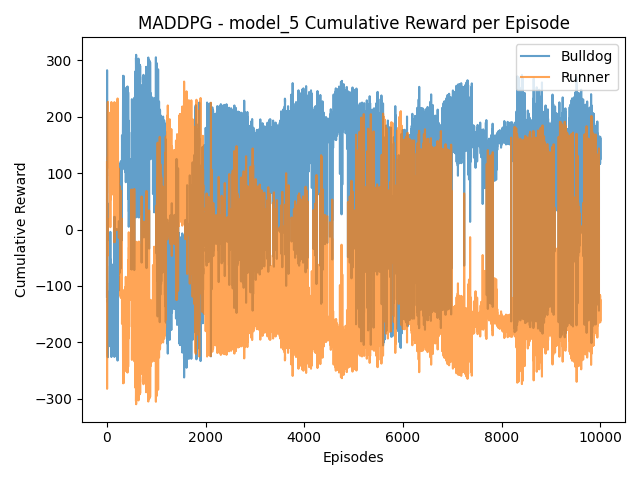 MADDPG - model_5 Cumulative Reward per Episode
Bulldog
Runner
Cumulative Reward
300
200
100
0
−100
−200
−300
0 2000 4000 6000 8000 10000
Episodes